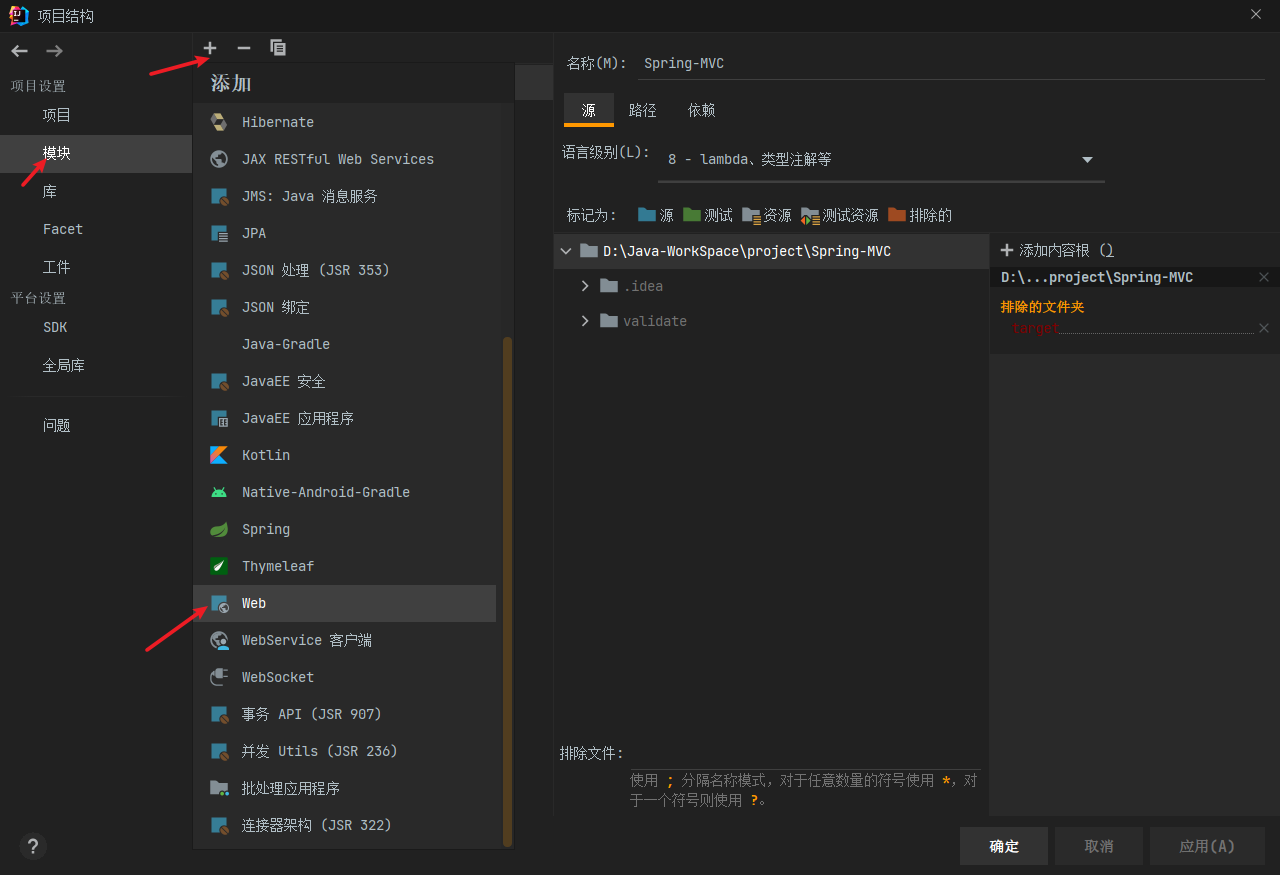 项目结构
项目设置
项目
模块
库
Facet
工件
平台设置
SDK
全局库
问题
添加
Hibernate
JAX RESTful Web Services
JMS: Java 消息服务
JPA
JSON 处理 (JSR 353)
JSON 绑定
Java-Gradle
JavaEE 安全
JavaEE 应用程序
Kotlin
Native-Android-Gradle
Spring
Thymeleaf
Web
WebService 客户端
WebSocket
事务 API (JSR 907)
并发 Utils (JSR 236)
批处理应用程序
连接器架构 (JSR 322)
名称(M): Spring-MVC
源 路径 依赖
语言级别(L): 8 - lambda、类型注解等
标记为: 源 测试 资源 测试资源 排除的
D:\Java-WorkSpace\project\Spring-MVC
.idea
validate
添加内容根 ()
D:\...project\Spring-MVC
排除的文件夹
target
排除文件:
使用 ; 分隔名称模式，对于任意数量的符号使用 *，对
于一个符号则使用 ?。
?
确定 取消 应用(A)